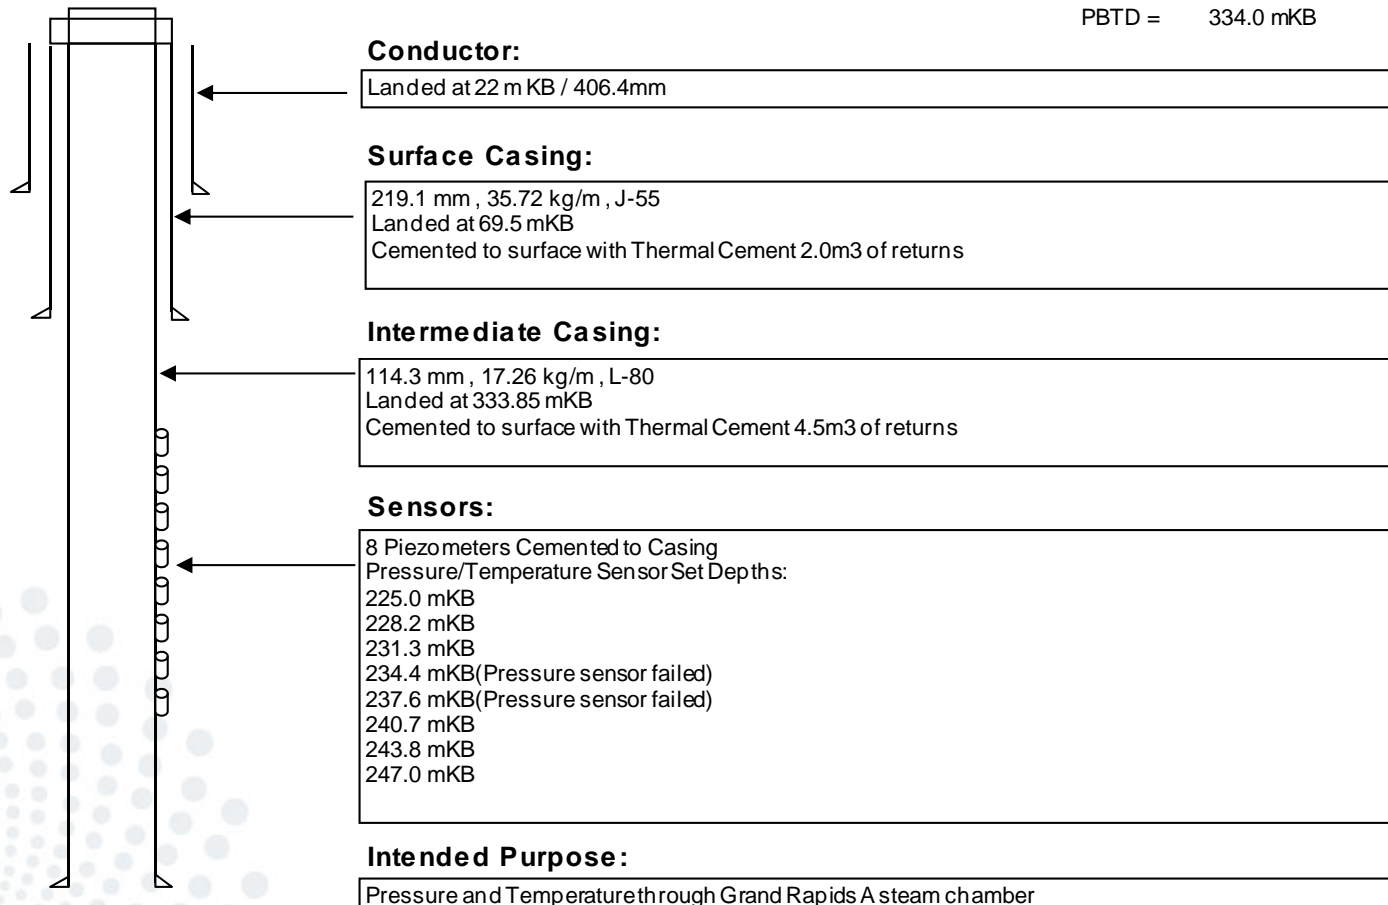 PBTD = 334.0 mKB
Conductor:
Landed at 22 m KB / 406.4mm
Surface Casing:
219.1 mm , 35.72 kg/m , J-55
Landed at 69.5 mKB
Cemented to surface with Thermal Cement 2.0m3 of returns
Intermediate Casing:
114.3 mm , 17.26 kg/m , L-80
Landed at 333.85 mKB
Cemented to surface with Thermal Cement 4.5m3 of returns
Sensors:
8 Piezometers Cemented to Casing
Pressure/Temperature Sensor Set Depths:
225.0 mKB
228.2 mKB
231.3 mKB
234.4 mKB(Pressure sensor failed)
237.6 mKB(Pressure sensor failed)
240.7 mKB
243.8 mKB
247.0 mKB
Intended Purpose:
Pressure and Temperature through Grand Rapids A steam chamber